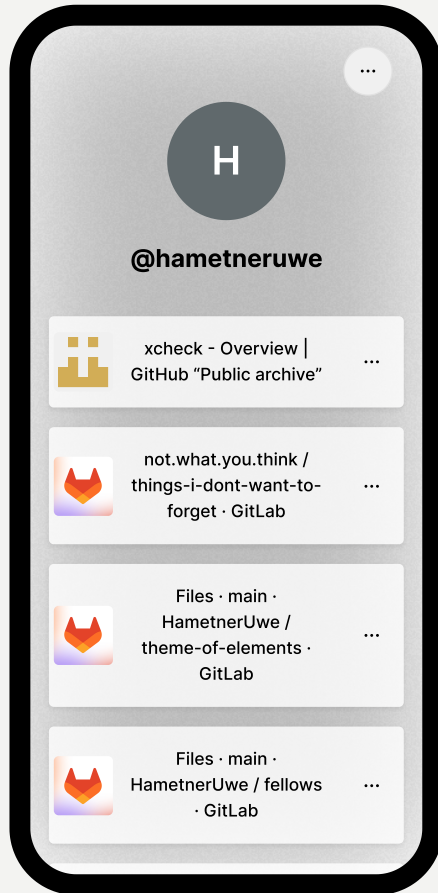 H
@hametneruwe
xcheck - Overview |
GitHub “Public archive”
not.what.you.think /
things-i-dont-want-to-
forget · GitLab
Files · main ·
HametnerUwe /
theme-of-elements ·
GitLab
Files · main ·
HametnerUwe / fellows
· GitLab